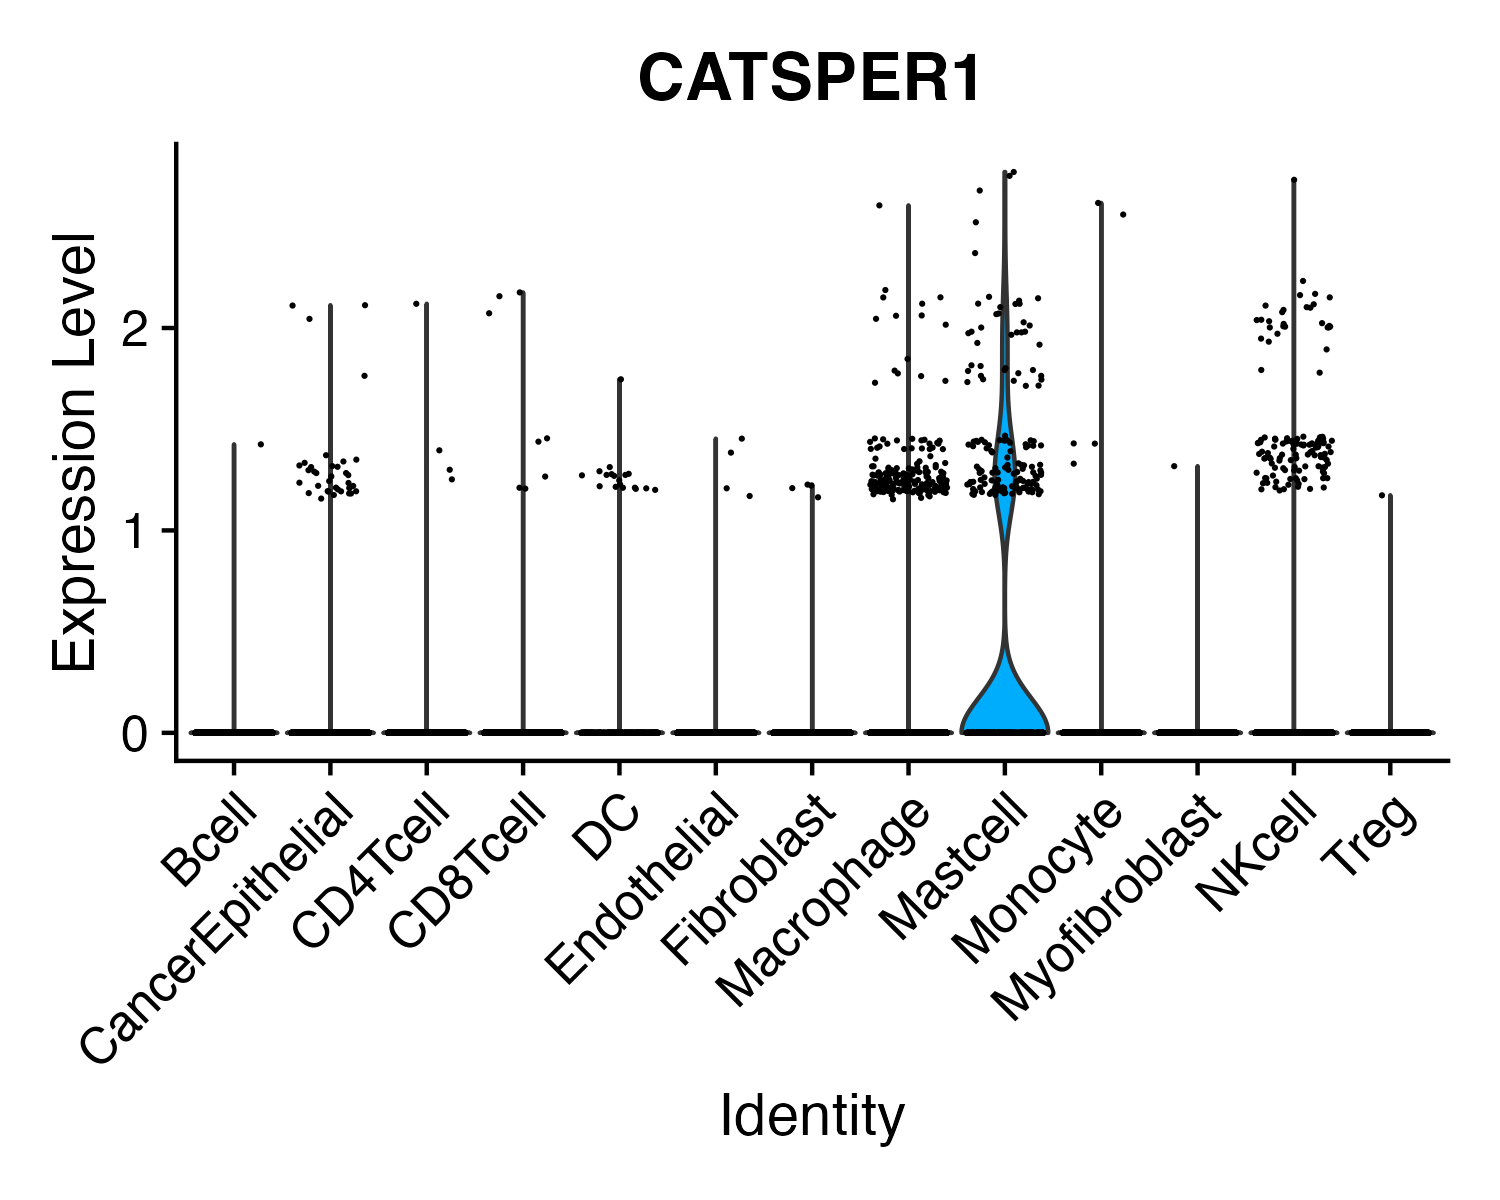 CATSPER1
Expression Level
2
1
0
Bcell
CancerEpithelial
CD4Tcell
CD8Tcell
DC
Endothelial
Fibroblast
Macrophage
Mastcell
Monocyte
Myofibroblast
NKcell
Treg
Identity